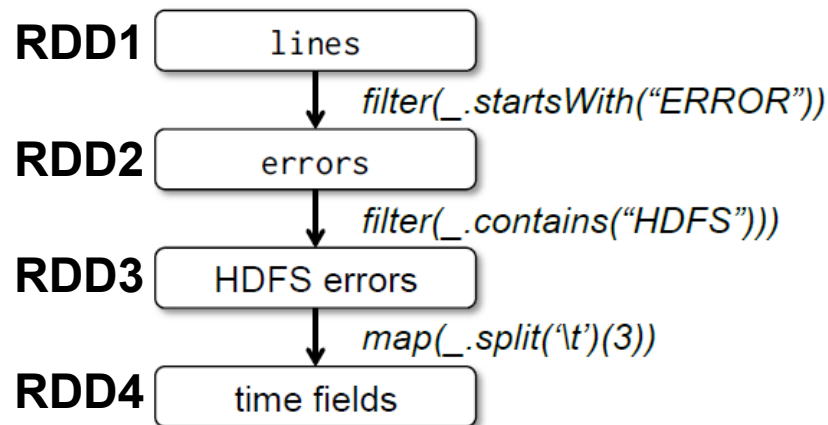 RDD1 lines
filter(_.startsWith(“ERROR”))
RDD2 errors
filter(_.contains(“HDFS”)))
RDD3 HDFS errors
map(_.split(‘\t’)(3))
RDD4 time fields